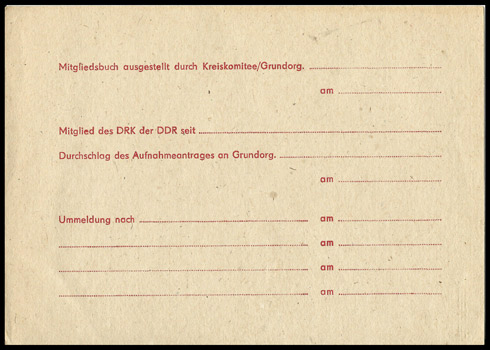 Mitgliedsbuch ausgestellt durch Kreiskomitee/Grundorg.
am
Mitglied des DRK der DDR seit
Durchschlag des Aufnahmeantrages an Grundorg.
am
Ummeldung nach am
am
am
am